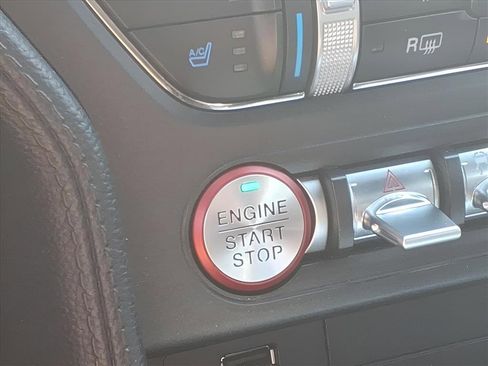 A/C
R
ENGINE
START
STOP